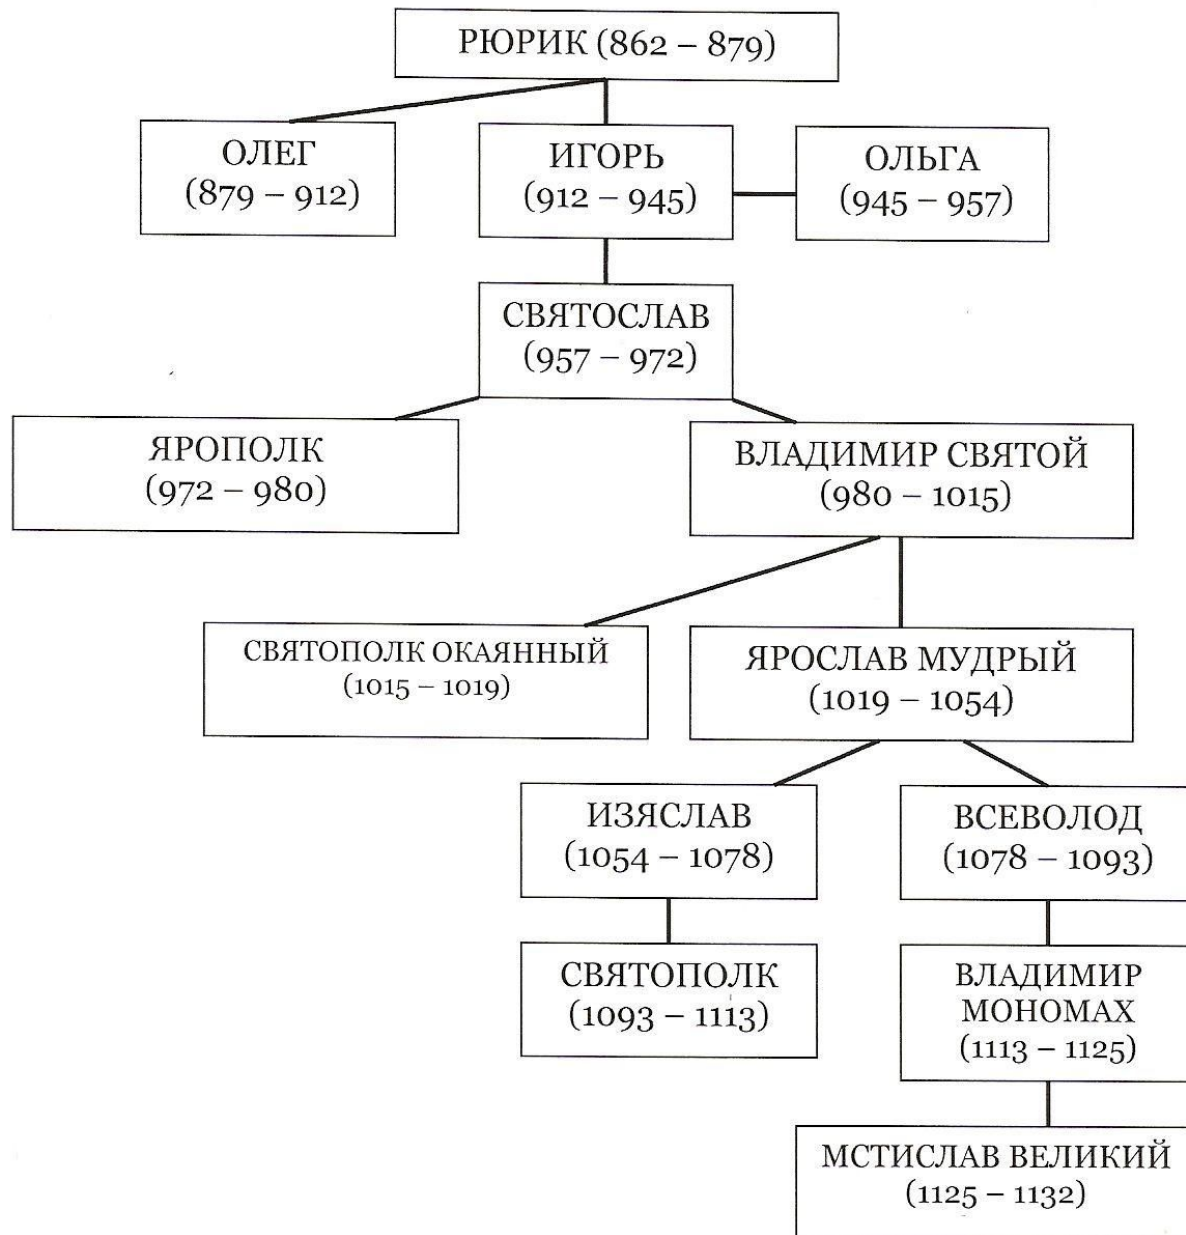 РЮРИК (862 – 879)
ОЛЕГ
(879 – 912)
ИГОРЬ
(912 – 945)
ОЛЬГА
(945 – 957)
СВЯТОСЛАВ
(957 – 972)
ЯРОПОЛК
(972 – 980)
ВЛАДИМИР СВЯТОЙ
(980 – 1015)
СВЯТОПОЛК ОКАЯННЫЙ
(1015 – 1019)
ЯРОСЛАВ МУДРЫЙ
(1019 – 1054)
ИЗЯСЛАВ
(1054 – 1078)
ВСЕВОЛОД
(1078 – 1093)
СВЯТОПОЛК
(1093 – 1113)
ВЛАДИМИР
МОНОМАХ
(1113 – 1125)
МСТИСЛАВ ВЕЛИКИЙ
(1125 – 1132)